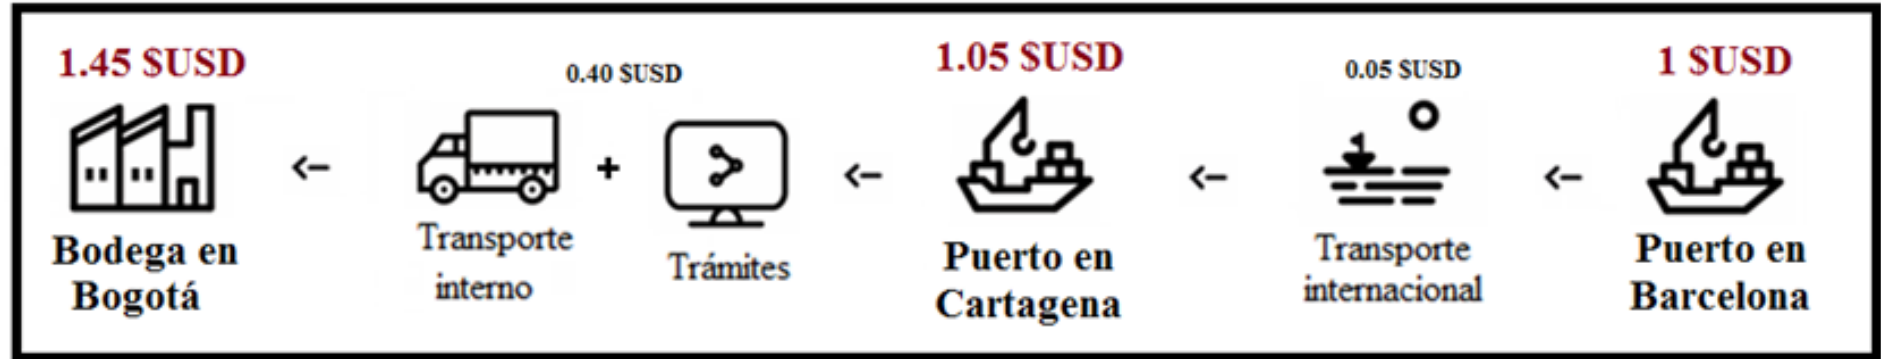 1.45 $USD
0.40 $USD
1.05 $USD
0.05 $USD
1 $USD
Bodega en
Bogotá
Transporte
interno
+
Trámites
Puerto en
Cartagena
Transporte
internacional
Puerto en
Barcelona